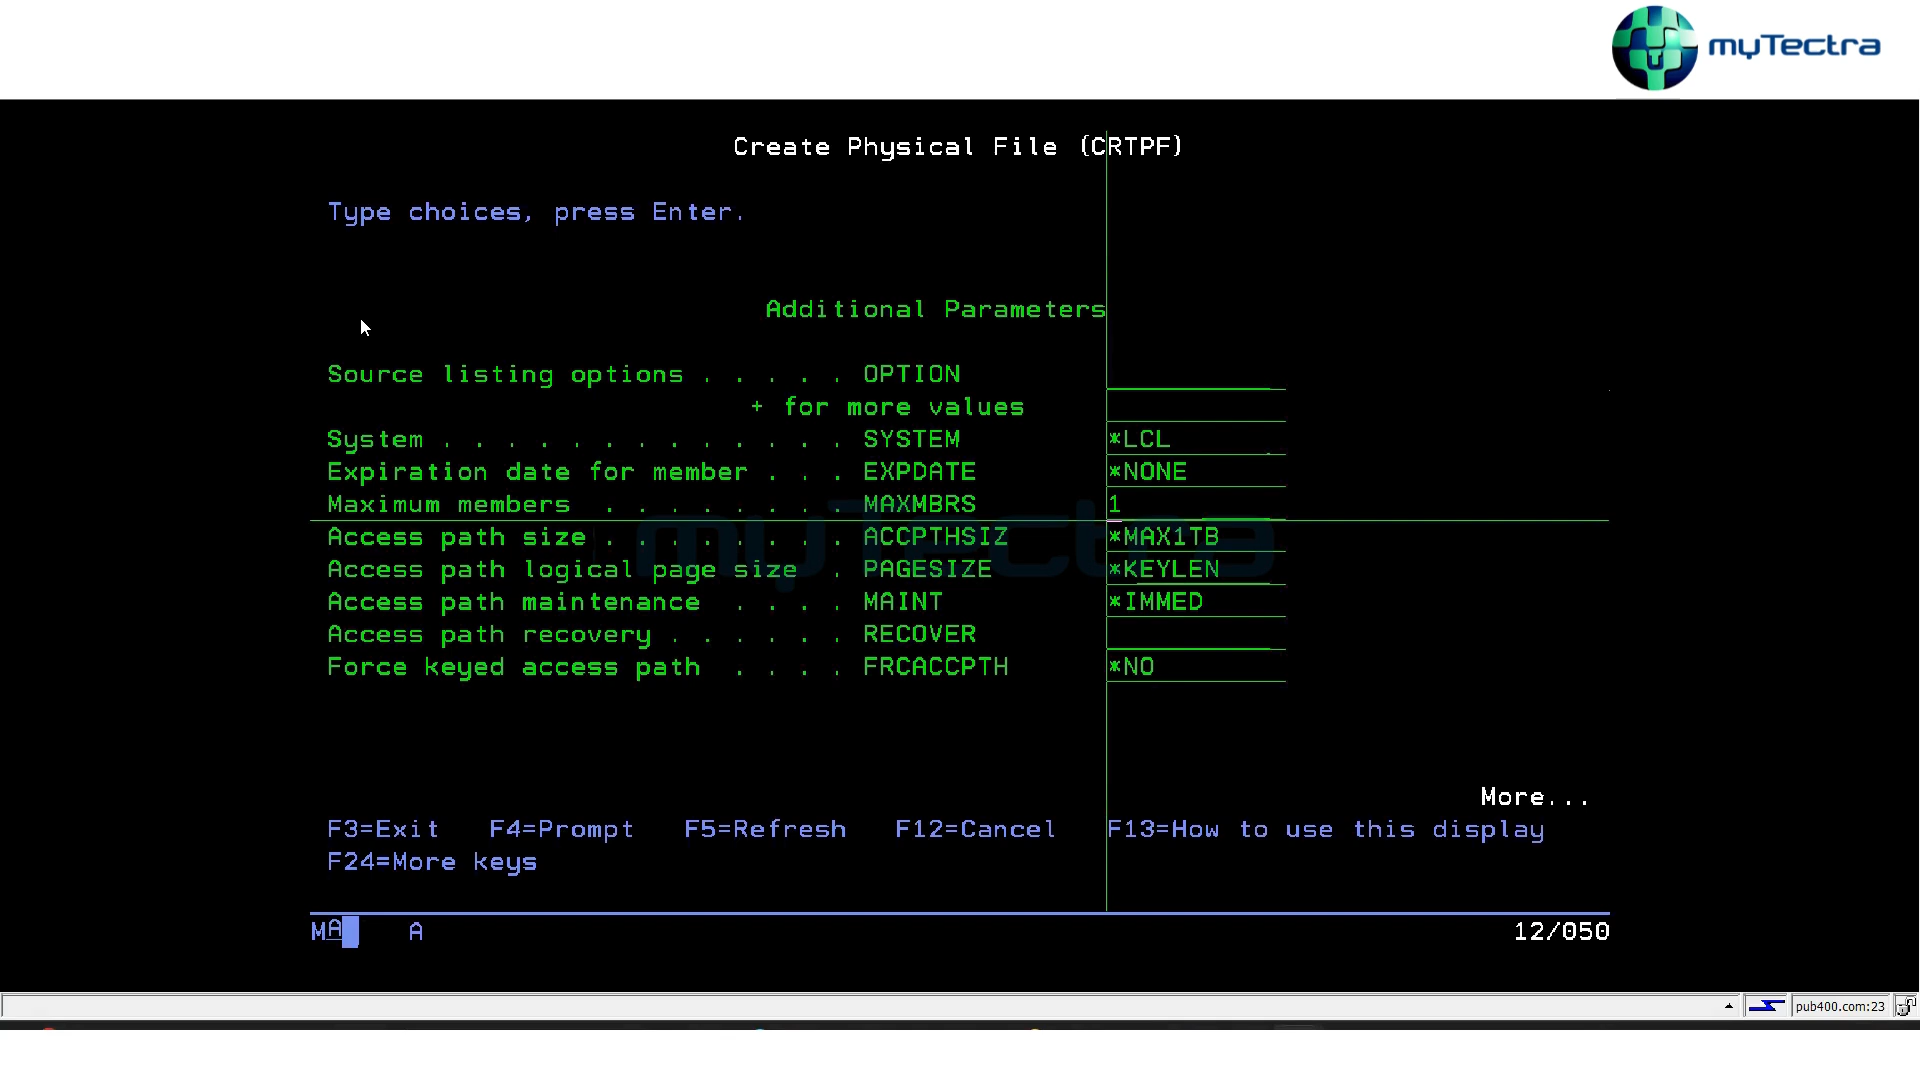 myTectra
Create Physical File (CRTPF)
Type choices, press Enter.
Additional Parameters
Source listing options . . . . . OPTION
+ for more values
System . . . . . . . . . . . . . SYSTEM *LCL
Expiration date for member . . . EXPDATE *NONE
Maximum members . . . . . . . . MAXMBRS 1
Access path size . . . . . . . . ACCPTHSIZ *MAX1TB
Access path logical page size . PAGESIZE *KEYLEN
Access path maintenance . . . . MAINT *IMMED
Access path recovery . . . . . . RECOVER
Force keyed access path . . . . FRCACCPTH *NO
myTectra
More...
F3=Exit F4=Prompt F5=Refresh F12=Cancel F13=How to use this display
F24=More keys
MA A 12/050
pub400.com:23